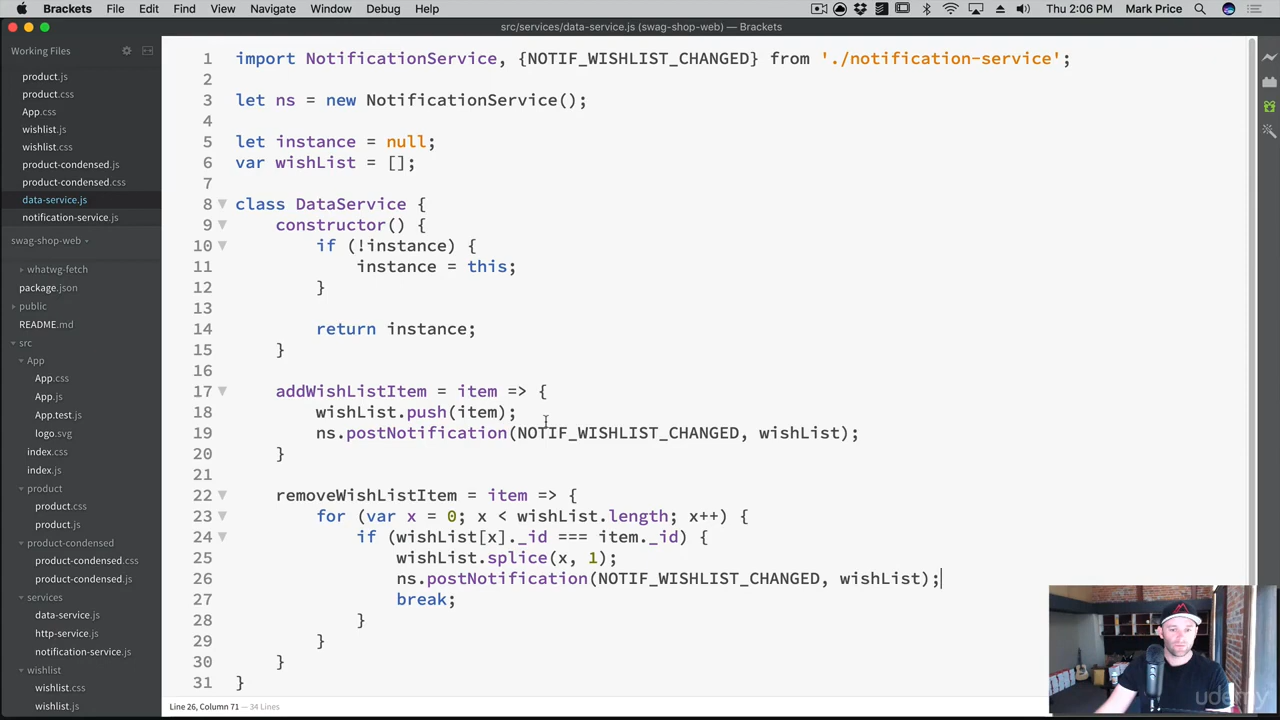 Brackets File Edit Find View Navigate Window Debug Help Thu 2:06 PM Mark Price
src/services/data-service.js (swag-shop-web) — Brackets
Working Files
product.js
product.css
App.css
wishlist.js
wishlist.css
product-condensed.js
product-condensed.css
data-service.js
notification-service.js
swag-shop-web
whatwg-fetch
package.json
public
README.md
src
App
App.css
App.js
App.test.js
logo.svg
index.css
index.js
product
product.css
product.js
product-condensed
product-condensed.css
product-condensed.js
services
data-service.js
http-service.js
notification-service.js
wishlist
wishlist.css
wishlist.js
1 import NotificationService, {NOTIF_WISHLIST_CHANGED} from './notification-service';
2
3 let ns = new NotificationService();
4
5 let instance = null;
6 var wishList = [];
7
8 class DataService {
9 constructor() {
10 if (!instance) {
11 instance = this;
12 }
13
14 return instance;
15 }
16
17 addWishListItem = item => {
18 wishList.push(item);
19 ns.postNotification(NOTIF_WISHLIST_CHANGED, wishList);
20 }
21
22 removeWishListItem = item => {
23 for (var x = 0; x < wishList.length; x++) {
24 if (wishList[x]._id === item._id) {
25 wishList.splice(x, 1);
26 ns.postNotification(NOTIF_WISHLIST_CHANGED, wishList);
27 break;
28 }
29 }
30 }
31 }
Line 26, Column 71 — 34 Lines
udemy